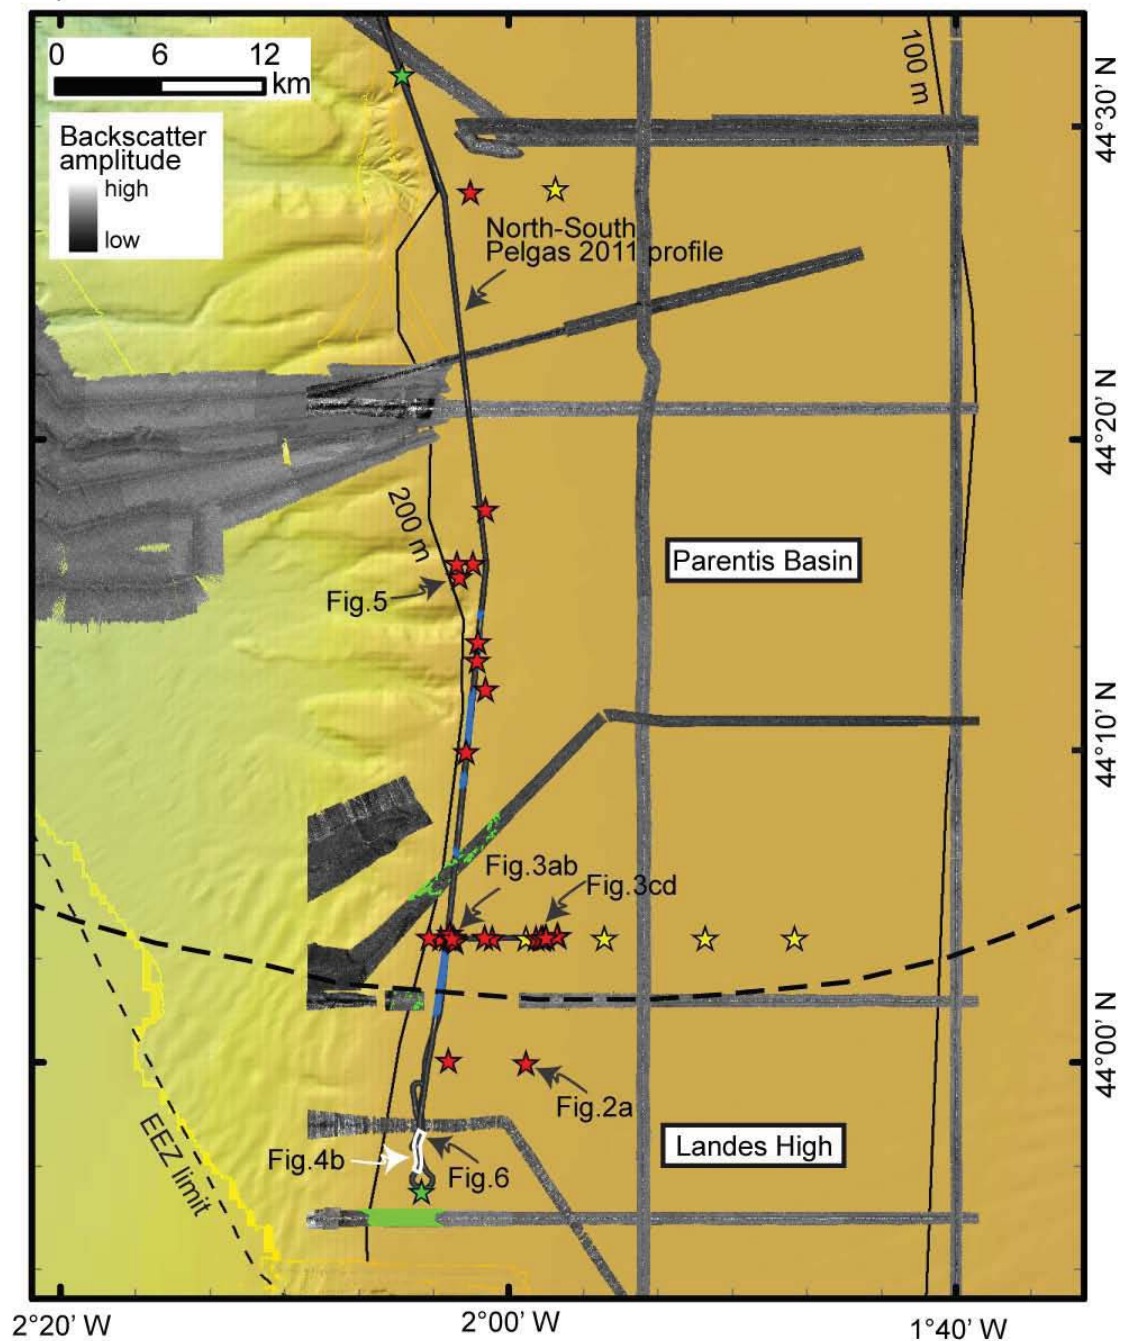 0 6 12
km
Backscatter
amplitude
high
low
100 m
44°30' N
North-South
Pelgas 2011 profile
44°20' N
200 m
Parentis Basin
Fig.5
44°10' N
Fig.3ab
Fig.3cd
44°00' N
Fig.2a
EEZ limit
Fig.4b
Fig.6
Landes High
2°20' W 2°00' W 1°40' W